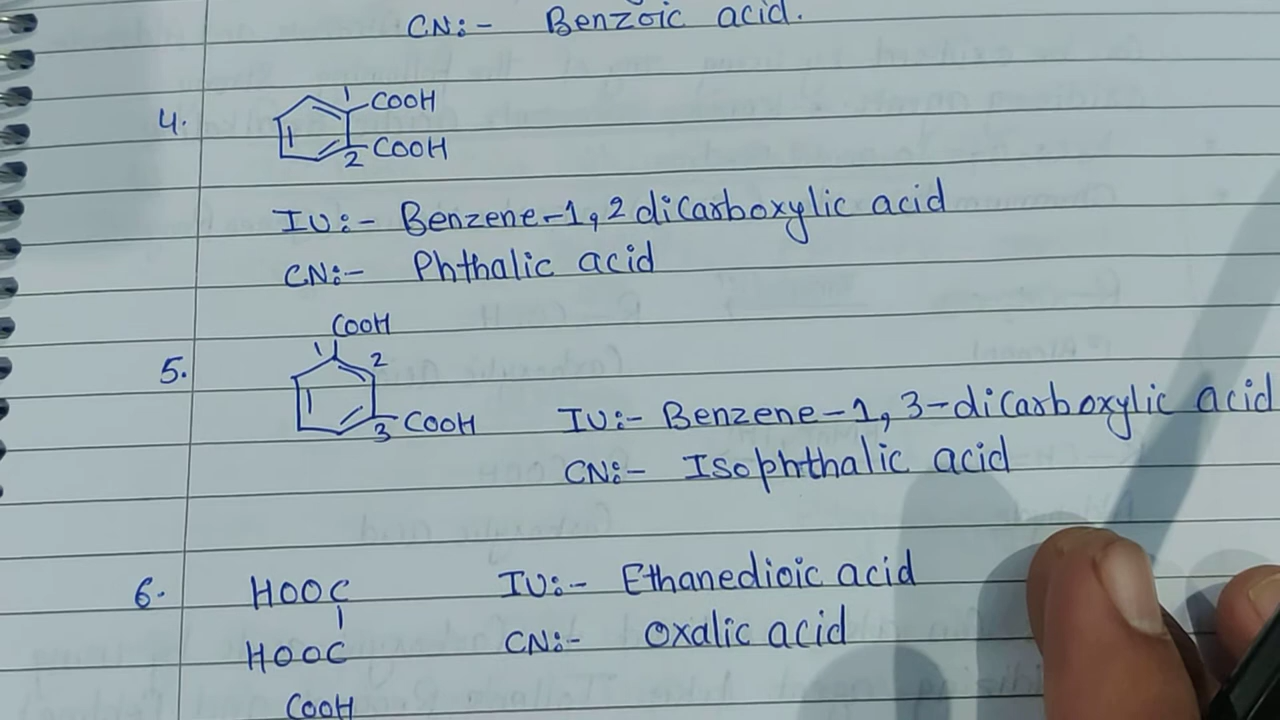 CN:- Benzoic acid.
4.
1 COOH
2 COOH
IU:- Benzene-1,2 dicarboxylic acid
CN:- Phthalic acid
COOH
5.
1 2
3 COOH IU:- Benzene-1, 3-dicarboxylic acid
CN:- Isophthalic acid
6. HOOC IU:- Ethanedioic acid
HOOC CN:- Oxalic acid
COOH